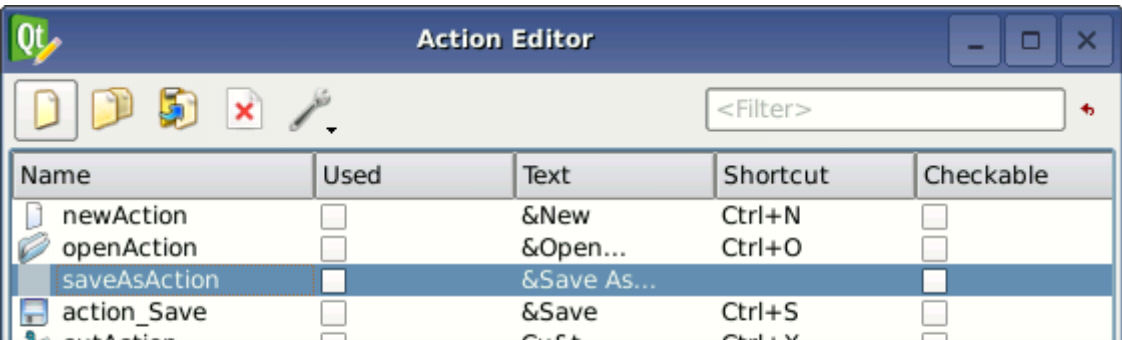 Qt
Action Editor
<Filter>
Name Used Text Shortcut Checkable
newAction &New Ctrl+N
openAction &Open... Ctrl+O
saveAsAction &Save As...
action_Save &Save Ctrl+S